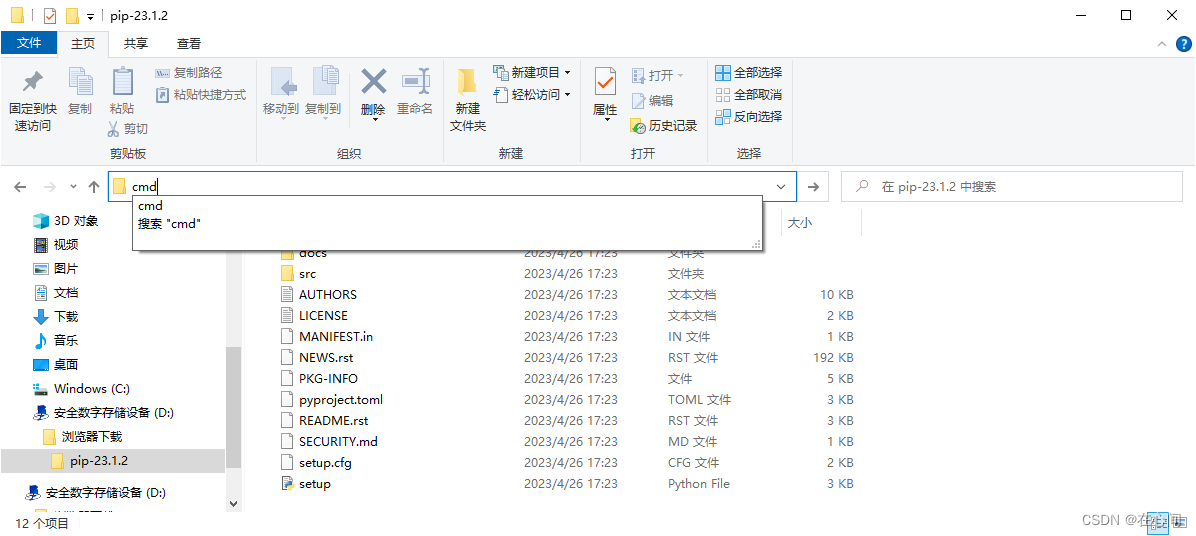 pip-23.1.2
文件 主页 共享 查看
固定到快速访问
复制
粘贴
复制路径
粘贴快捷方式
剪切
剪贴板
移动到
复制到
删除
重命名
组织
新建文件夹
新建项目
轻松访问
新建
属性
打开
编辑
历史记录
打开
全部选择
全部取消
反向选择
选择
cmd
在 pip-23.1.2 中搜索
cmd
搜索 "cmd"
大小
3D 对象
视频
图片
文档
下载
音乐
桌面
Windows (C:)
安全数字存储设备 (D:)
浏览器下载
pip-23.1.2
安全数字存储设备 (D:)
docs 2023/4/26 17:23 文件夹
src 2023/4/26 17:23 文件夹
AUTHORS 2023/4/26 17:23 文本文档 10 KB
LICENSE 2023/4/26 17:23 文本文档 2 KB
MANIFEST.in 2023/4/26 17:23 IN 文件 1 KB
NEWS.rst 2023/4/26 17:23 RST 文件 192 KB
PKG-INFO 2023/4/26 17:23 文件 5 KB
pyproject.toml 2023/4/26 17:23 TOML 文件 3 KB
README.rst 2023/4/26 17:23 RST 文件 3 KB
SECURITY.md 2023/4/26 17:23 MD 文件 1 KB
setup.cfg 2023/4/26 17:23 CFG 文件 2 KB
setup 2023/4/26 17:23 Python File 3 KB
12 个项目
CSDN @在